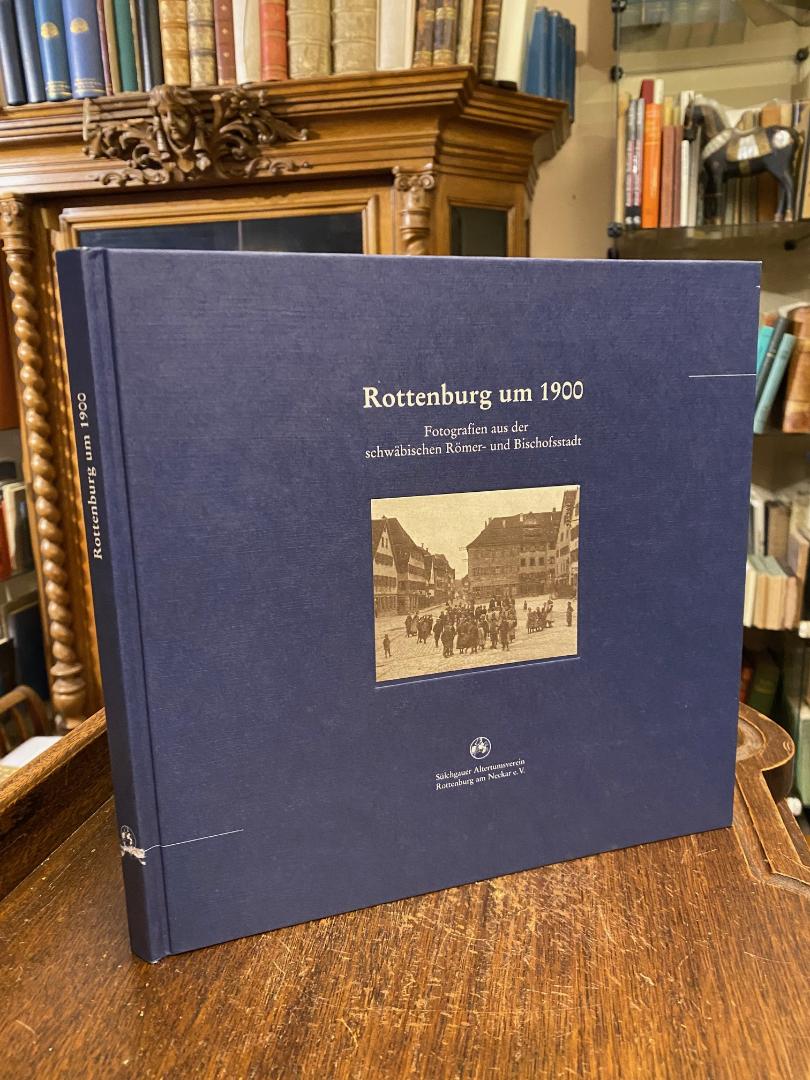 Rottenburg um 1900
Fotografien aus der
schwäbischen Römer- und Bischofsstadt
Sülchgauer Altertumsverein
Rottenburg am Neckar e. V.
Rottenburg um 1900